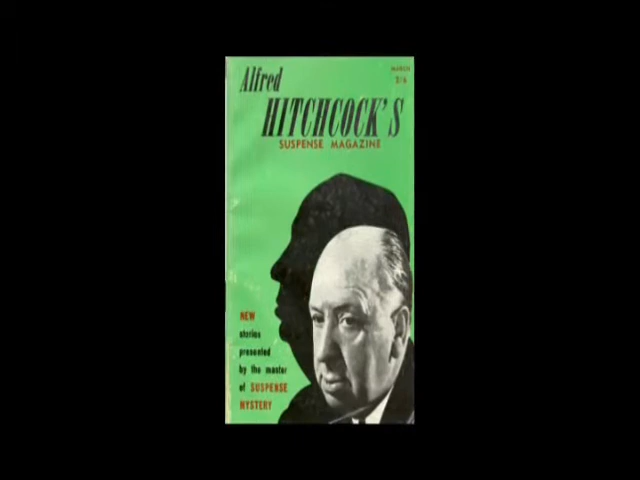 Alfred
MARCH
2/6
HITCHCOCK'S
SUSPENSE MAGAZINE
NEW
stories
presented
by the master
of SUSPENSE
MYSTERY